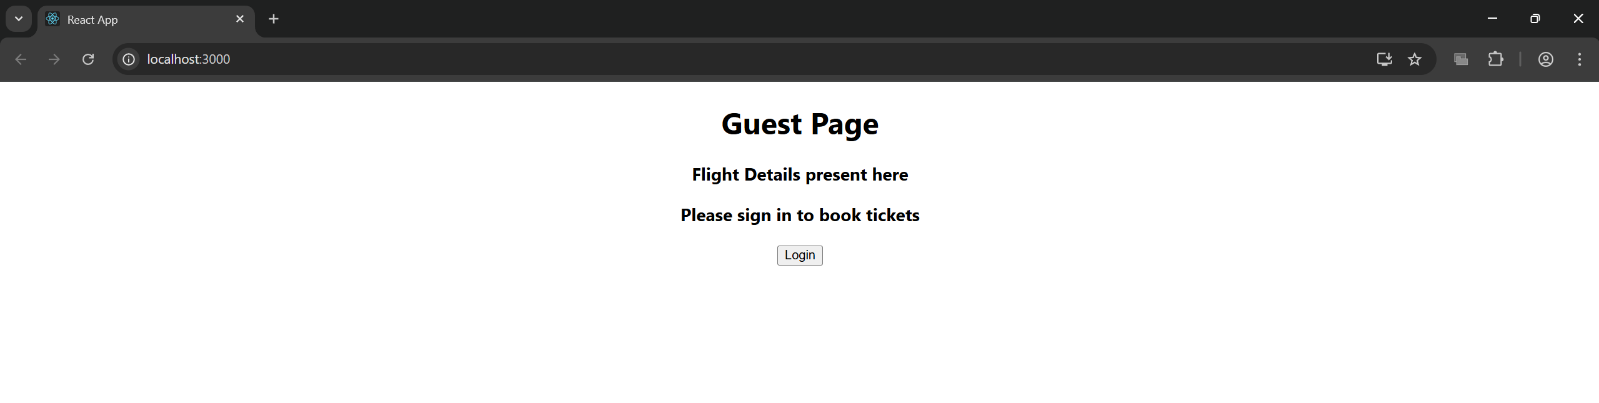 React App
localhost:3000
Guest Page
Flight Details present here
Please sign in to book tickets
Login